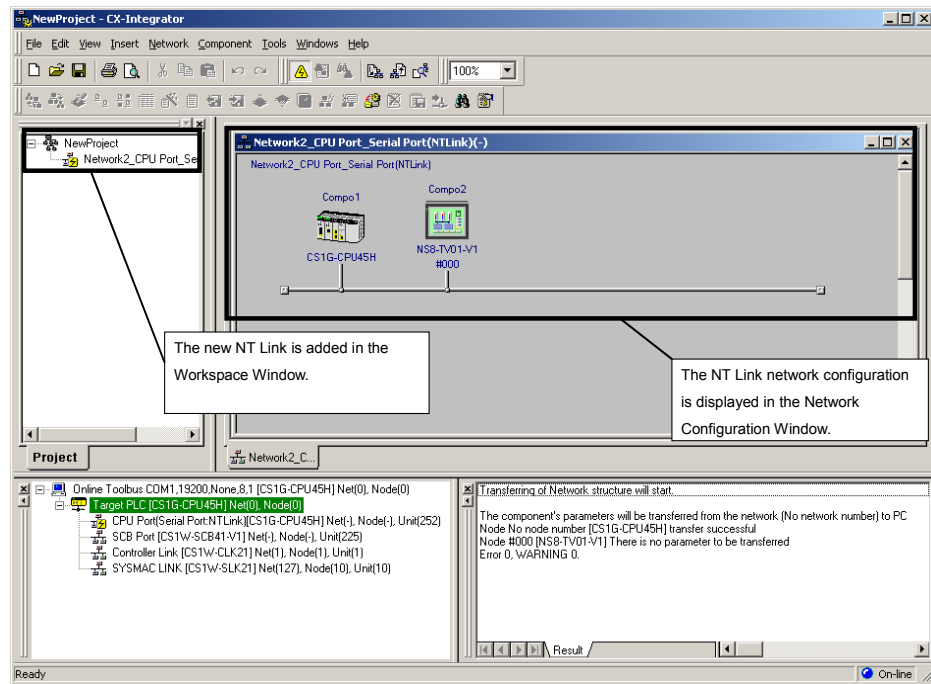 NewProject - CX-Integrator
File Edit View Insert Network Component Tools Windows Help
100%
NewProject
Network2_CPU Port_Se
Network2_CPU Port_Serial Port(NTLink)(-)
Network2_CPU Port_Serial Port(NTLink)
Compo1
Compo2
CS1G-CPU45H
NS8-TV01-V1
#000
The new NT Link is added in the
Workspace Window.
The NT Link network configuration
is displayed in the Network
Configuration Window.
Project
Network2_C...
Online Toolbus COM1,19200,None,8,1 [CS1G-CPU45H] Net(0), Node(0)
Target PLC [CS1G-CPU45H] Net(0), Node(0)
CPU Port(Serial Port:NTLink)[CS1G-CPU45H] Net(-), Node(-), Unit(252)
SCB Port [CS1W-SCB41-V1] Net(-), Node(-), Unit(225)
Controller Link [CS1W-CLK21] Net(1), Node(1), Unit(1)
SYSMAC LINK [CS1W-SLK21] Net(127), Node(10), Unit(10)
Transferring of Network structure will start.
The component's parameters will be transferred from the network (No network number) to PC
Node No node number [CS1G-CPU45H] transfer successful
Node #000 [NS8-TV01-V1] There is no parameter to be transferred
Error 0, WARNING 0.
Result
Ready
On-line